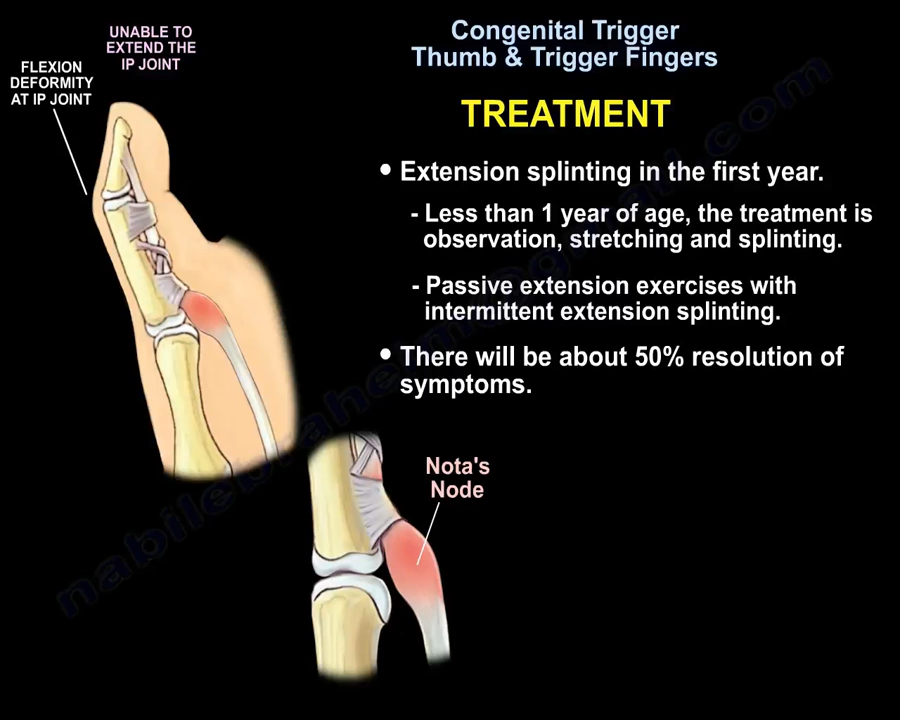 UNABLE TO
EXTEND THE
IP JOINT
FLEXION
DEFORMITY
AT IP JOINT
Congenital Trigger
Thumb & Trigger Fingers
TREATMENT
• Extension splinting in the first year.
- Less than 1 year of age, the treatment is
observation, stretching and splinting.
- Passive extension exercises with
intermittent extension splinting.
• There will be about 50% resolution of
symptoms.
Nota's
Node